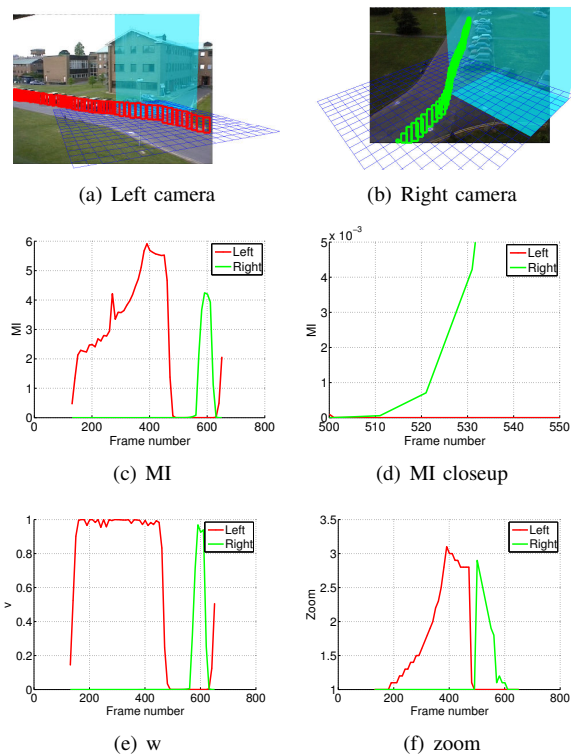 (a) Left camera
(b) Right camera
6
5
4
3
2
1
0
MI
0 200 400 600 800
Frame number
Left
Right
(c) MI
5 x 10^-3
4
3
2
1
0
MI
500 510 520 530 540 550
Frame number
Left
Right
(d) MI closeup
1
0.8
0.6
0.4
0.2
0
v
0 200 400 600 800
Frame number
Left
Right
(e) w
3.5
3
2.5
2
1.5
1
Zoom
0 200 400 600 800
Frame number
Left
Right
(f) zoom